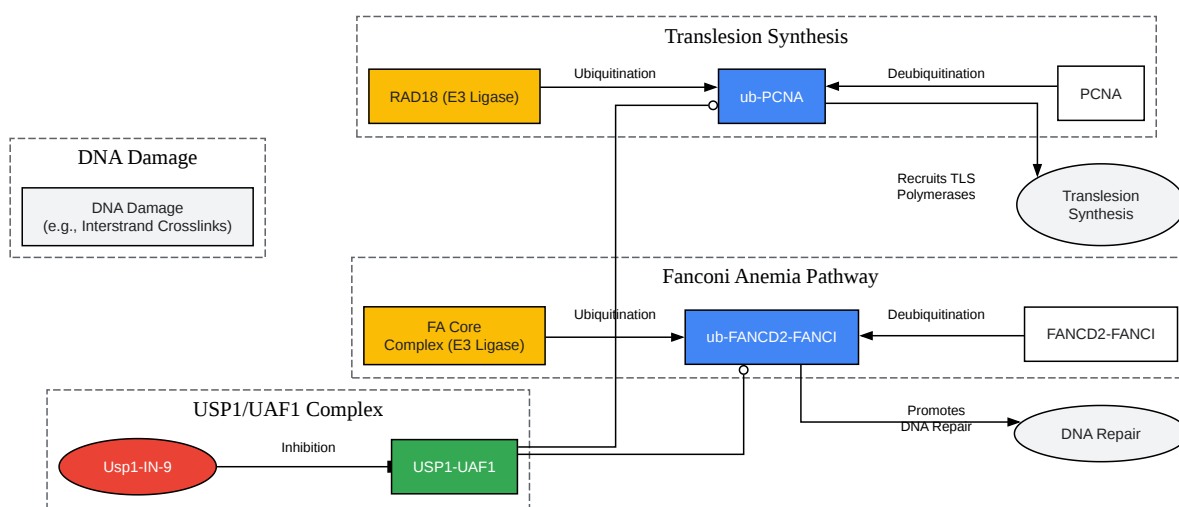 Translesion Synthesis
RAD18 (E3 Ligase)
Ubiquitination
ub-PCNA
Deubiquitination
PCNA
DNA Damage
DNA Damage
(e.g., Interstrand Crosslinks)
Recruits TLS
Polymerases
Translesion
Synthesis
Fanconi Anemia Pathway
FA Core
Complex (E3 Ligase)
Ubiquitination
ub-FANCD2-FANCI
Deubiquitination
FANCD2-FANCI
USP1/UAF1 Complex
Usp1-IN-9
Inhibition
USP1-UAF1
Promotes
DNA Repair
DNA Repair